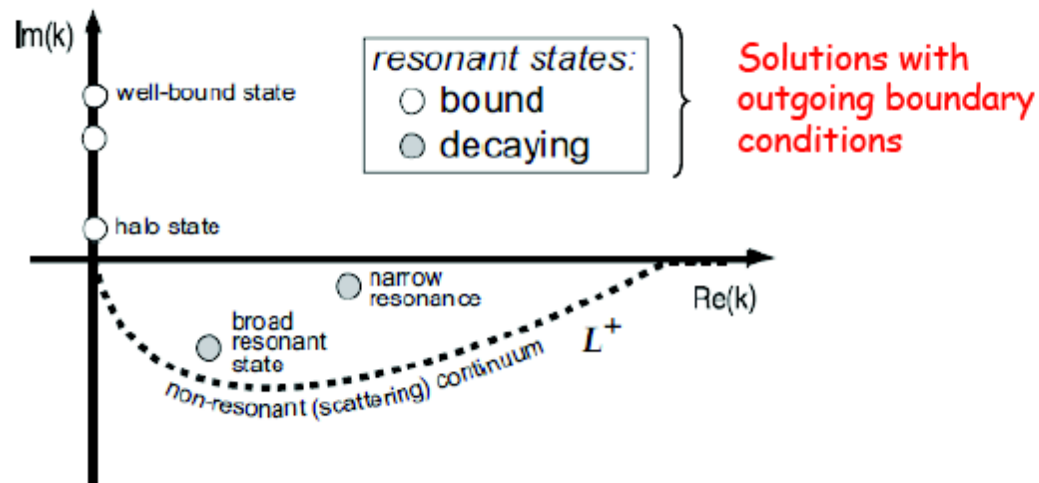 Im(k)
well-bound state
halo state
resonant states:
bound
decaying
Solutions with
outgoing boundary
conditions
narrow
resonance
Re(k)
broad
resonant
state
L+
non-resonant (scattering) continuum